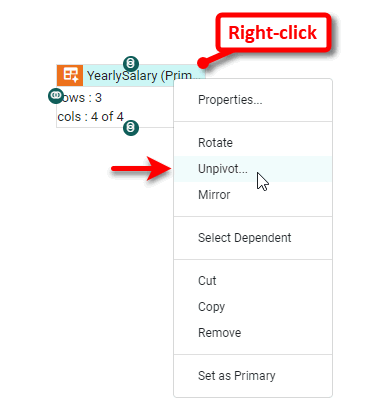 Right-click
YearlySalary (Prim...
rows : 3
cols : 4 of 4
Properties...
Rotate
Unpivot...
Mirror
Select Dependent
Cut
Copy
Remove
Set as Primary